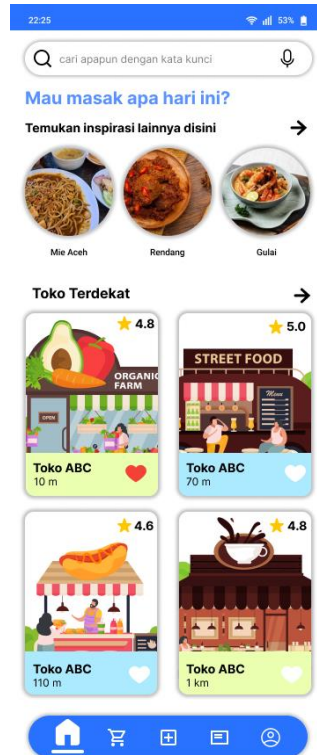 22:25
53%
cari apapun dengan kata kunci
Mau masak apa hari ini?
Temukan inspirasi lainnya disini
Mie Aceh
Rendang
Gulai
Toko Terdekat
4.8
ORGANIC
FARM
OPEN
Toko ABC
10 m
5.0
STREET FOOD
Menu
Toko ABC
70 m
4.6
Toko ABC
110 m
4.8
Toko ABC
1 km